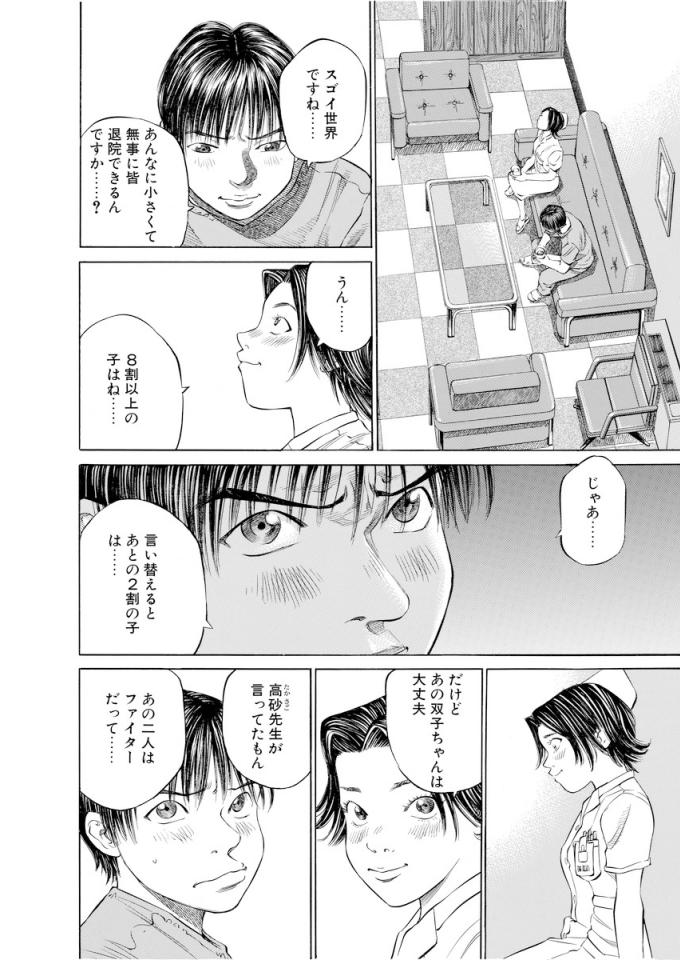 スゴイ世界
ですね……
あんなに小さくて
無事に皆
退院できるん
ですか……？
うん……
８割以上の
子はね……
じゃあ……
言い替えると
あとの２割の子
は……
だけど
あの双子ちゃんは
大丈夫
高砂先生が
たかさご
言ってたもん
あの二人は
ファイター
だって……